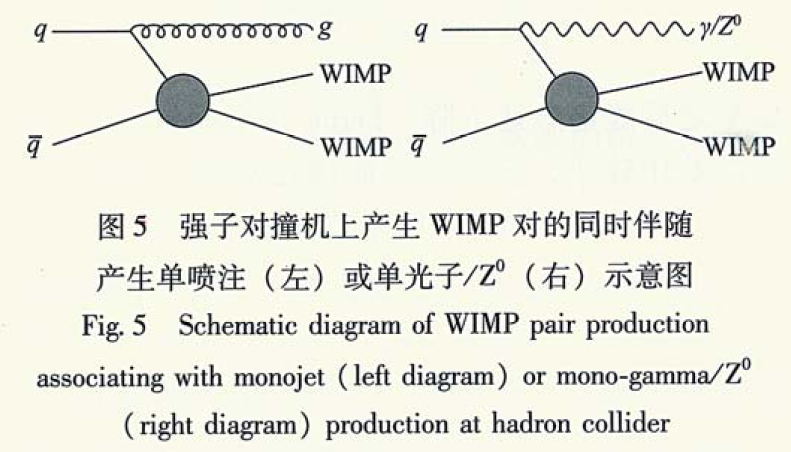 q g q γ/Z⁰
WIMP WIMP
q̅ WIMP q̅ WIMP
图 5 强子对撞机上产生 WIMP 对的同时伴随
产生单喷注（左）或单光子/Z⁰（右）示意图
Fig. 5 Schematic diagram of WIMP pair production
associating with monojet ( left diagram) or mono-gamma/Z⁰
( right diagram) production at hadron collider